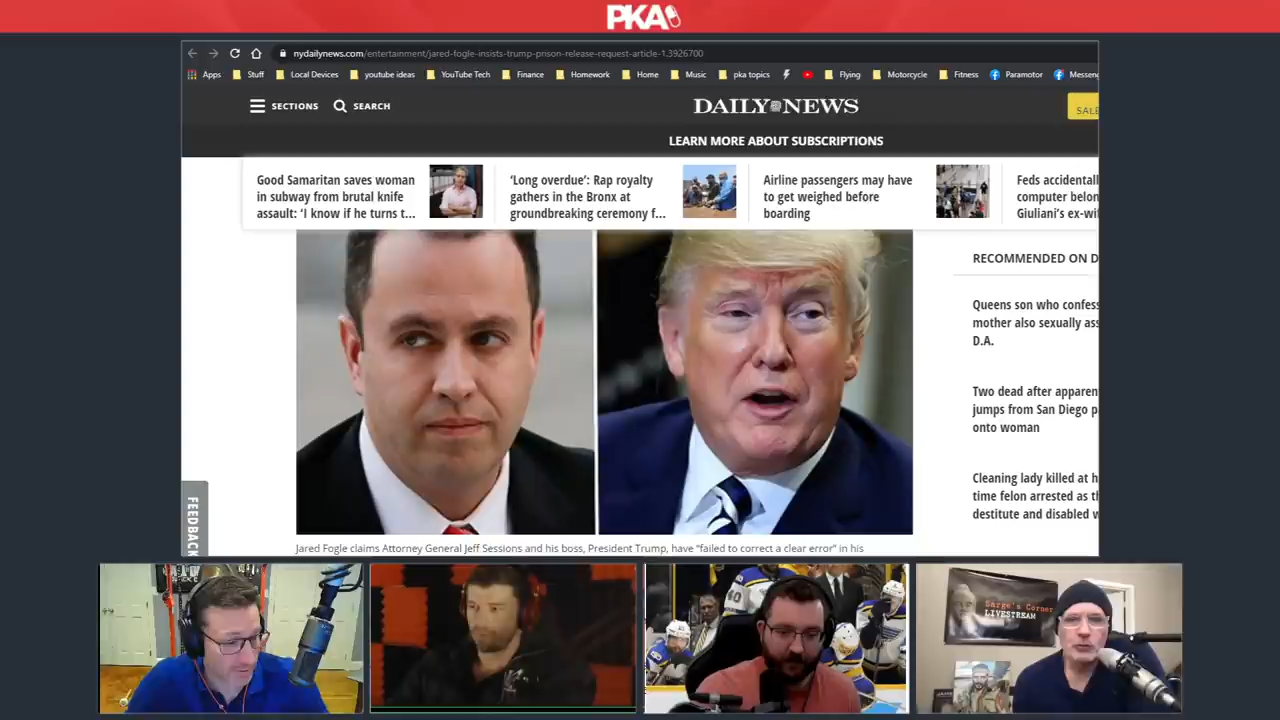 PKA
nydailynews.com/entertainment/jared-fogle-insists-trump-prison-release-request-article-1.3926700
Apps Stuff Local Devices youtube ideas YouTube Tech Finance Homework Home Music pka topics Flying Motorcycle Fitness Paramotor Messeng
SECTIONS SEARCH
DAILY NEWS
SALE
LEARN MORE ABOUT SUBSCRIPTIONS
Good Samaritan saves woman
in subway from brutal knife
assault: ‘I know if he turns t...
‘Long overdue’: Rap royalty
gathers in the Bronx at
groundbreaking ceremony f...
Airline passengers may have
to get weighed before
boarding
Feds accidentall
computer belon
Giuliani’s ex-wif
RECOMMENDED ON D
Queens son who confess
mother also sexually ass
D.A.
Two dead after apparen
jumps from San Diego p
onto woman
Cleaning lady killed at h
time felon arrested as th
destitute and disabled w
FEEDBACK
Jared Fogle claims Attorney General Jeff Sessions and his boss, President Trump, have “failed to correct a clear error” in his
40
Sarge's Corner
LIVESTREAM